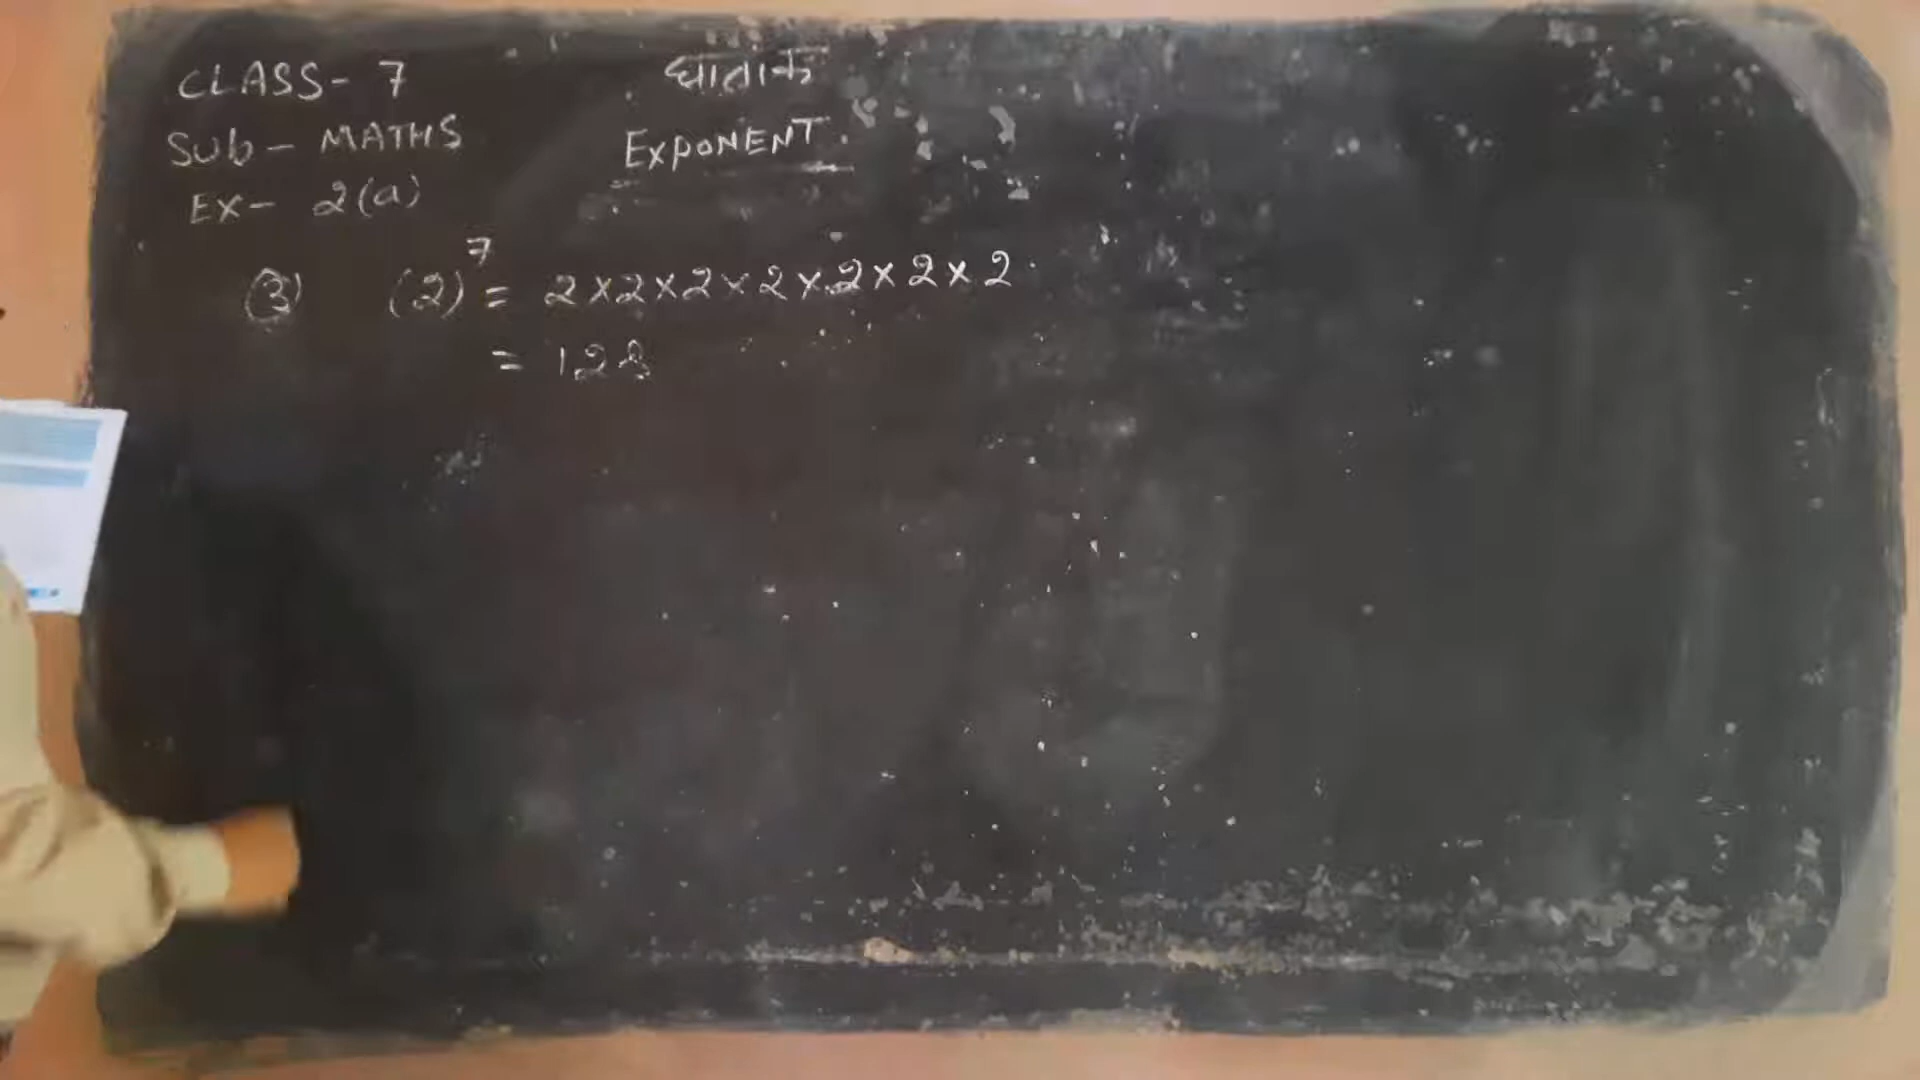 CLASS- 7
घातांक
Sub- MATHS
EXPONENT.
EX- 2(a)
(3) (2)⁷ = 2×2×2×2×2×2×2
= 128